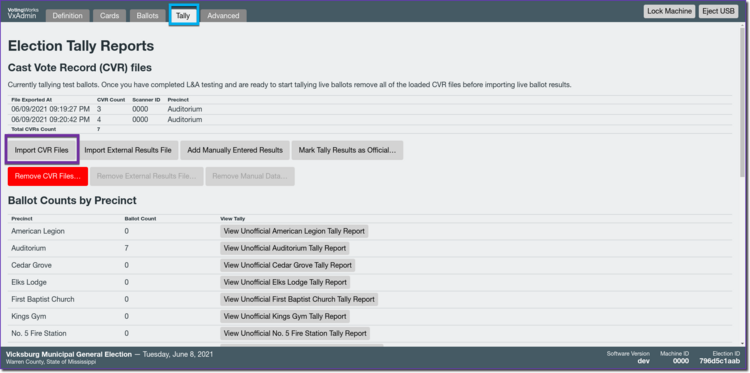 VotingWorks
VxAdmin
Definition Cards Ballots Tally Advanced Lock Machine Eject USB
Election Tally Reports
Cast Vote Record (CVR) files
Currently tallying test ballots. Once you have completed L&A testing and are ready to start tallying live ballots remove all of the loaded CVR files before importing live ballot results.
File Exported At CVR Count Scanner ID Precinct
06/09/2021 09:19:27 PM 3 0000 Auditorium
06/09/2021 09:20:42 PM 4 0000 Auditorium
Total CVRs Count 7
Import CVR Files Import External Results File Add Manually Entered Results Mark Tally Results as Official…
Remove CVR Files… Remove External Results File… Remove Manual Data…
Ballot Counts by Precinct
Precinct Ballot Count View Tally
American Legion 0 View Unofficial American Legion Tally Report
Auditorium 7 View Unofficial Auditorium Tally Report
Cedar Grove 0 View Unofficial Cedar Grove Tally Report
Elks Lodge 0 View Unofficial Elks Lodge Tally Report
First Baptist Church 0 View Unofficial First Baptist Church Tally Report
Kings Gym 0 View Unofficial Kings Gym Tally Report
No. 5 Fire Station 0 View Unofficial No. 5 Fire Station Tally Report
Vicksburg Municipal General Election — Tuesday, June 8, 2021
Warren County, State of Mississippi
Software Version Machine ID Election ID
dev 0000 796d5c1aab